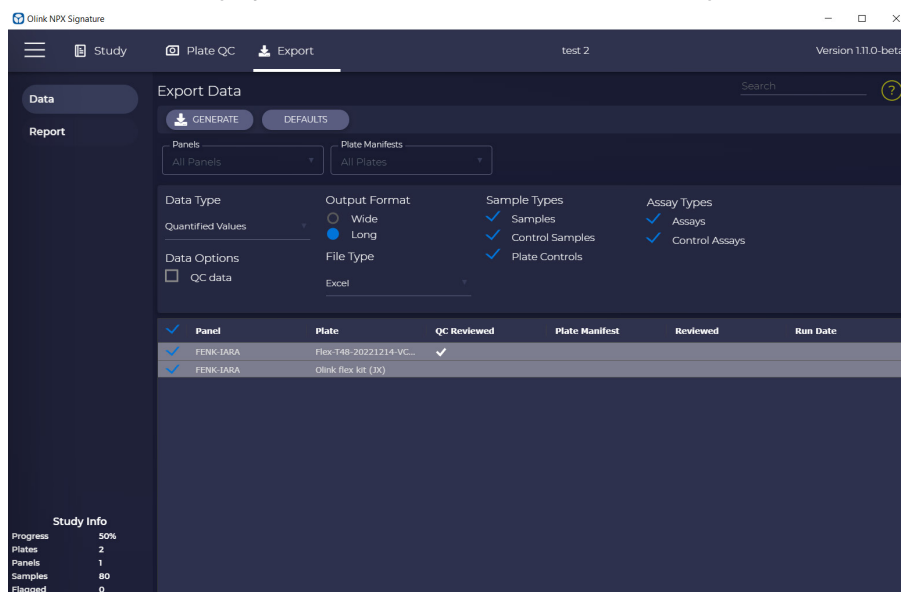 Olink NPX Signature
Study Plate QC Export test 2 Version 1.11.0-beta
Data
Report
Export Data Search ?
GENERATE DEFAULTS
Panels Plate Manifests
All Panels All Plates
Data Type Output Format Sample Types Assay Types
Wide Samples Assays
Quantified Values Long Control Samples Control Assays
Data Options File Type Plate Controls
QC data Excel
Panel Plate QC Reviewed Plate Manifest Reviewed Run Date
FENK-IARA Flex-T48-20221214-VC...
FENK-IARA Olink flex kit (JX)
Study Info
Progress 50%
Plates 2
Panels 1
Samples 80
Flagged 0